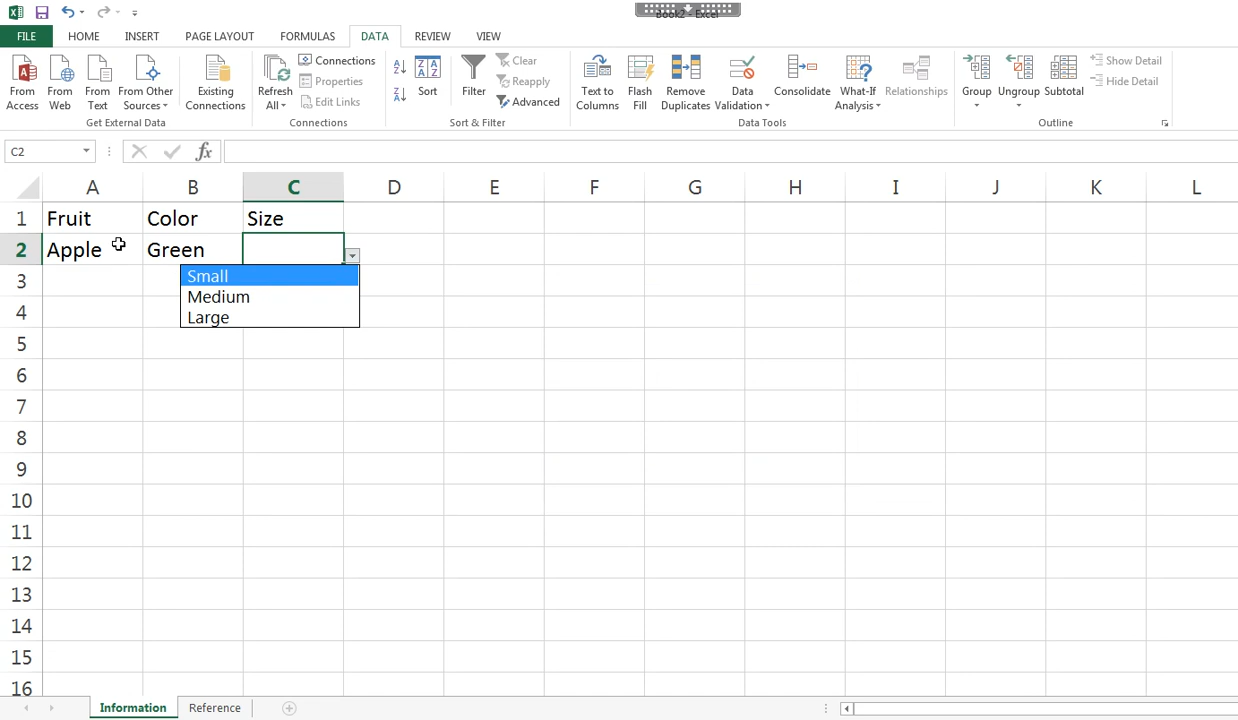 Book2 - Excel
FILE HOME INSERT PAGE LAYOUT FORMULAS DATA REVIEW VIEW
From Access
From Web
From Text
From Other Sources
Existing Connections
Get External Data
Refresh All
Connections
Properties
Edit Links
Connections
Sort
Filter
Clear
Reapply
Advanced
Sort & Filter
Text to Columns
Flash Fill
Remove Duplicates
Data Validation
Consolidate
What-If Analysis
Relationships
Data Tools
Group
Ungroup
Subtotal
Show Detail
Hide Detail
Outline
C2 fx
A B C D E F G H I J K L
1 Fruit Color Size
2 Apple Green
Small
Medium
Large
3
4
5
6
7
8
9
10
11
12
13
14
15
16
Information Reference